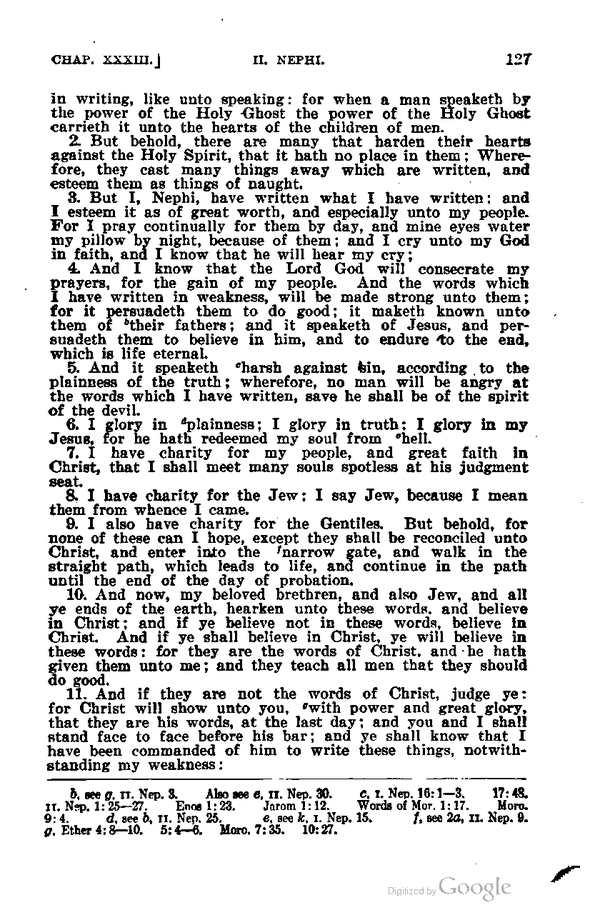 CHAP. XXXIII.] II. NEPHI. 127
in writing, like unto speaking: for when a man speaketh by
the power of the Holy Ghost the power of the Holy Ghost
carrieth it unto the hearts of the children of men.
2. But behold, there are many that harden their hearts
against the Holy Spirit, that it hath no place in them; Where-
fore, they cast many things away which are written, and
esteem them as things of naught.
3. But I, Nephi, have written what I have written; and
I esteem it as of great worth, and especially unto my people.
For I pray continually for them by day, and mine eyes water
my pillow by night, because of them; and I cry unto my God
in faith, and I know that he will hear my cry;
4. And I know that the Lord God will consecrate my
prayers, for the gain of my people. And the words which
I have written in weakness, will be made strong unto them;
for it persuadeth them to do good; it maketh known unto
them of ᵇtheir fathers; and it speaketh of Jesus, and per-
suadeth them to believe in him, and to endure to the end,
which is life eternal.
5. And it speaketh ᶜharsh against sin, according to the
plainness of the truth; wherefore, no man will be angry at
the words which I have written, save he shall be of the spirit
of the devil.
6. I glory in ᵈplainness; I glory in truth; I glory in my
Jesus, for he hath redeemed my soul from ᵉhell.
7. I have charity for my people, and great faith in
Christ, that I shall meet many souls spotless at his judgment
seat.
8. I have charity for the Jew: I say Jew, because I mean
them from whence I came.
9. I also have charity for the Gentiles. But behold, for
none of these can I hope, except they shall be reconciled unto
Christ, and enter into the ᶠnarrow gate, and walk in the
straight path, which leads to life, and continue in the path
until the end of the day of probation.
10. And now, my beloved brethren, and also Jew, and all
ye ends of the earth, hearken unto these words, and believe
in Christ; and if ye believe not in these words, believe in
Christ. And if ye shall believe in Christ, ye will believe in
these words: for they are the words of Christ, and he hath
given them unto me; and they teach all men that they should
do good.
11. And if they are not the words of Christ, judge ye:
for Christ will show unto you, ᵍwith power and great glory,
that they are his words, at the last day; and you and I shall
stand face to face before his bar; and ye shall know that I
have been commanded of him to write these things, notwith-
standing my weakness:
b, see g, II. Nep. 3. Also see e, II. Nep. 30. c, I. Nep. 16:1—3. 17:48.
II. Nep. 1:25—27. Enos 1:23. Jarom 1:12. Words of Mor. 1:17. Moro.
9:4. d, see b, II. Nep. 25. e, see k, I. Nep. 15. f, see 2a, II. Nep. 9.
g, Ether 4:8—10. 5:4—6. Moro. 7:35. 10:27.
Digitized by Google